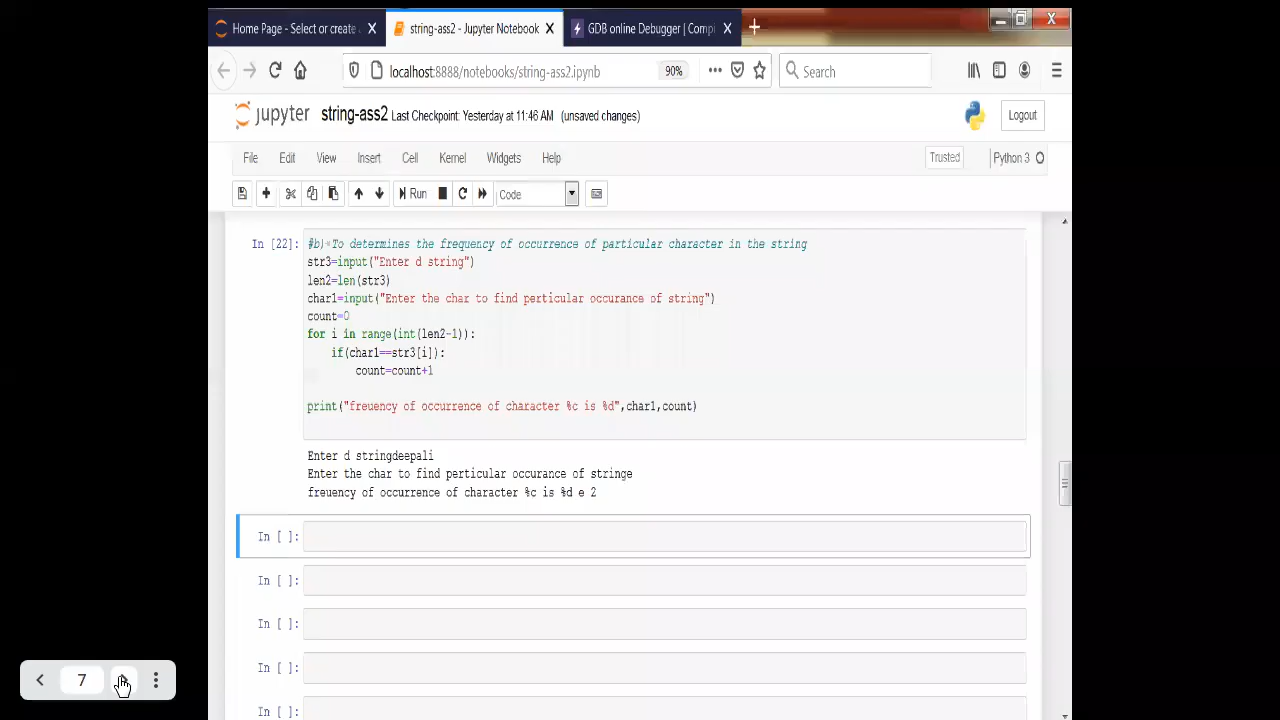 Home Page - Select or create
string-ass2 - Jupyter Notebook
GDB online Debugger | Compi
localhost:8888/notebooks/string-ass2.ipynb
90%
Search
jupyter
string-ass2
Last Checkpoint: Yesterday at 11:46 AM
(unsaved changes)
Logout
File
Edit
View
Insert
Cell
Kernel
Widgets
Help
Trusted
Python 3
Run
Code
In [22]:
#b) To determines the frequency of occurrence of particular character in the string
str3=input("Enter d string")
len2=len(str3)
char1=input("Enter the char to find perticular occurance of string")
count=0
for i in range(int(len2-1)):
    if(char1==str3[i]):
        count=count+1
print("freuency of occurrence of character %c is %d",char1,count)
Enter d stringdeepali
Enter the char to find perticular occurance of stringe
freuency of occurrence of character %c is %d e 2
In [ ]:
In [ ]:
In [ ]:
In [ ]:
In [ ]:
7